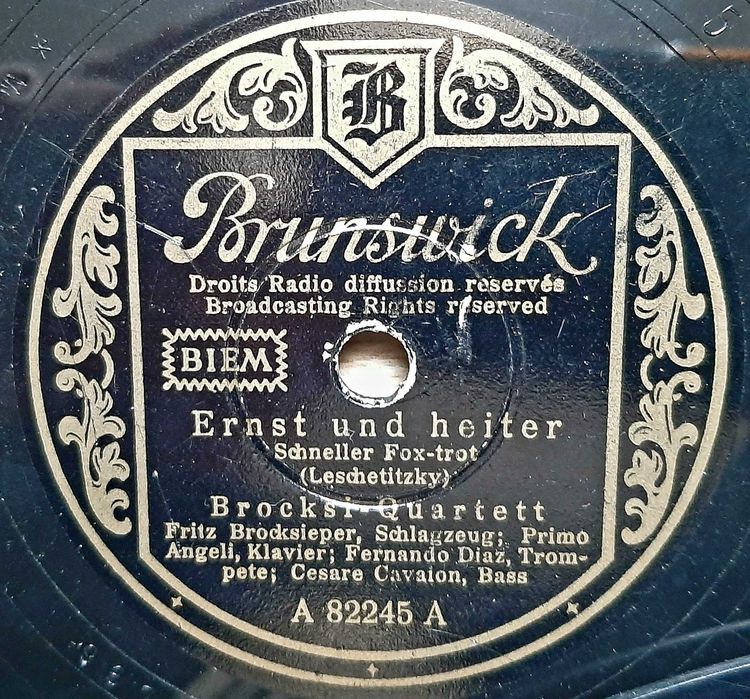 B
Brunswick
Droits Radio diffussion reservés
Broadcasting Rights reserved
BIEM
Ernst und heiter
Schneller Fox-trot
(Leschetitzky)
Brocksi-Quartett
Fritz Brocksieper, Schlagzeug; Primo
Angeli, Klavier; Fernando Diaz, Trom-
pete; Cesare Cavaion, Bass
A 82245 A